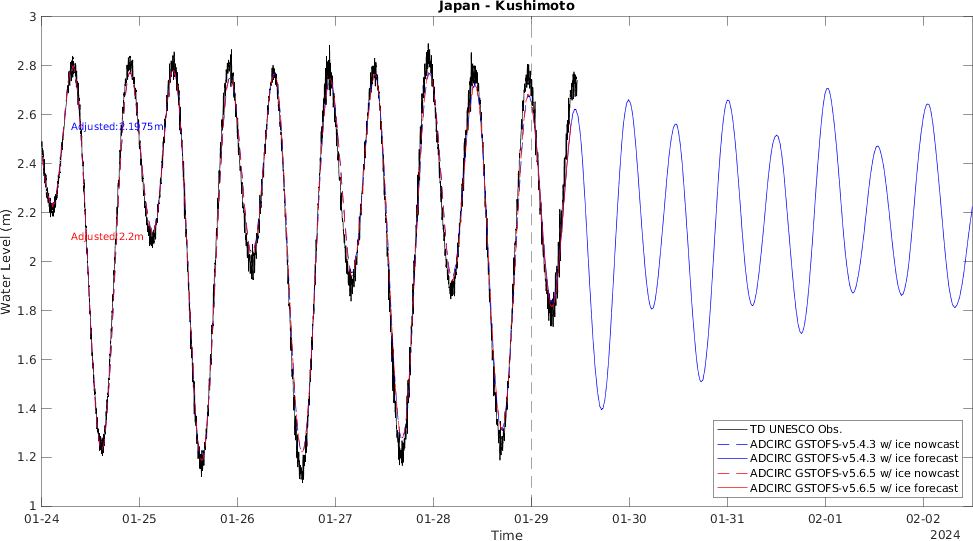 Japan - Kushimoto
3
2.8
2.6
2.4
2.2
2
1.8
1.6
1.4
1.2
1
Water Level (m)
Adjusted:2.1975m
Adjusted:2.2m
TD UNESCO Obs.
ADCIRC GSTOFS-v5.4.3 w/ ice nowcast
ADCIRC GSTOFS-v5.4.3 w/ ice forecast
ADCIRC GSTOFS-v5.6.5 w/ ice nowcast
ADCIRC GSTOFS-v5.6.5 w/ ice forecast
01-24 01-25 01-26 01-27 01-28 01-29 01-30 01-31 02-01 02-02
Time
2024